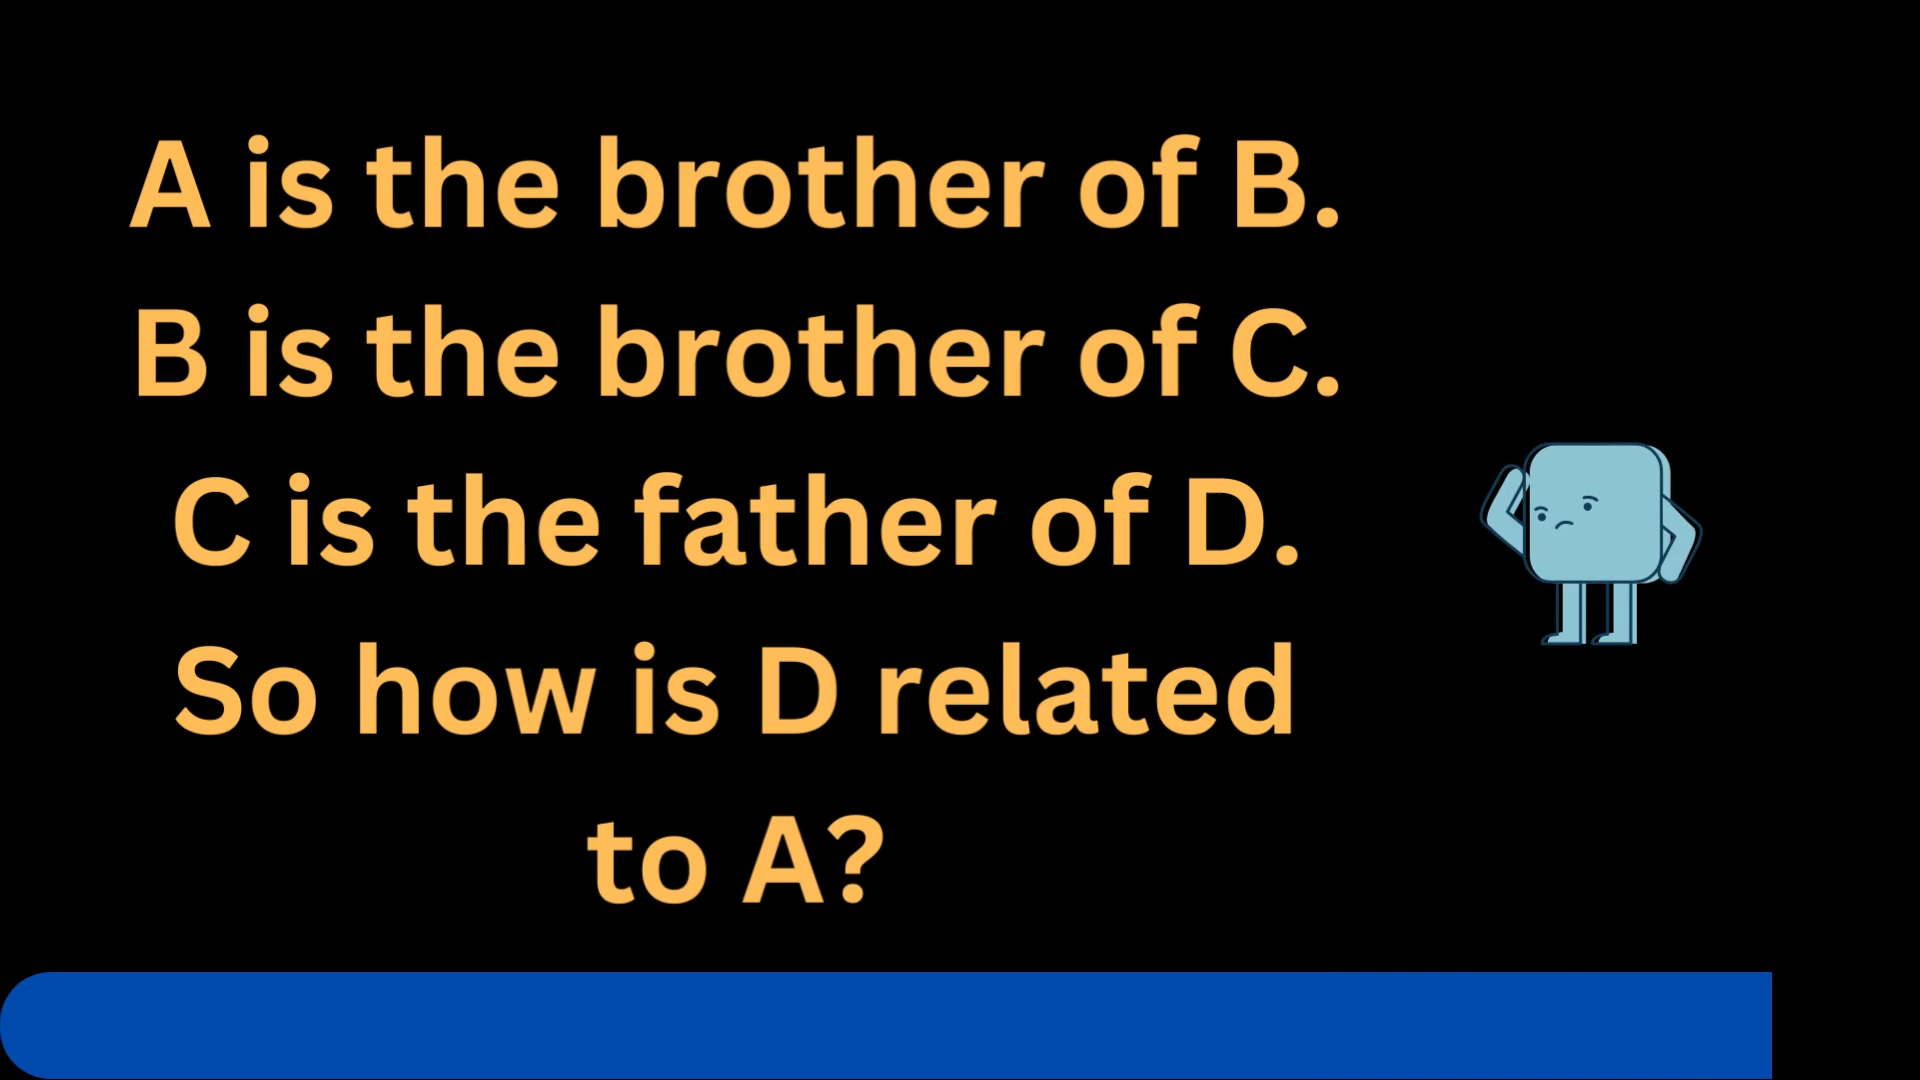 A is the brother of B.
B is the brother of C.
C is the father of D.
So how is D related
to A?